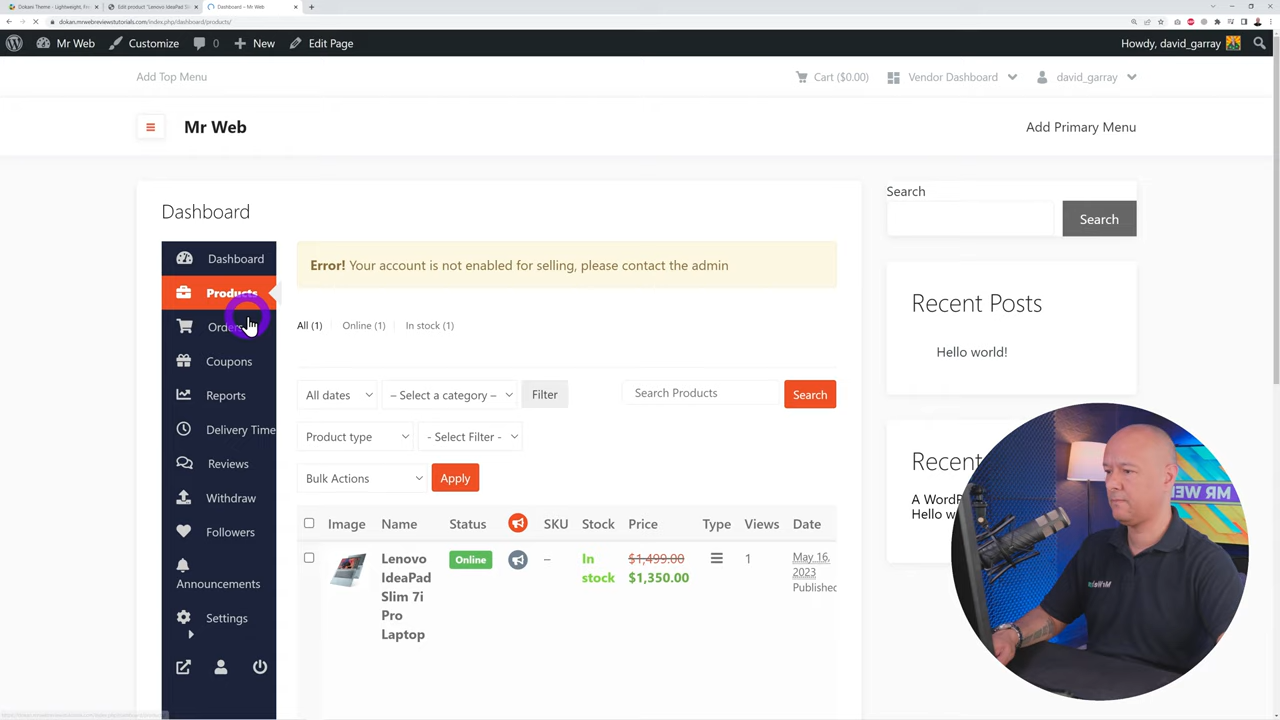 Dokani Theme - Lightweight, Fr
Edit product "Lenovo IdeaPad S
Dashboard – Mr Web
dokan.mrwebreviewstutorials.com/index.php/dashboard/products/
Mr Web
Customize
0
New
Edit Page
Howdy, david_garray
Add Top Menu
Cart ($0.00)
Vendor Dashboard
david_garray
Mr Web
Add Primary Menu
Dashboard
Dashboard
Products
Orders
Coupons
Reports
Delivery Time
Reviews
Withdraw
Followers
Announcements
Settings
Error! Your account is not enabled for selling, please contact the admin
All (1)
Online (1)
In stock (1)
All dates
– Select a category –
Filter
Search Products
Search
Product type
- Select Filter -
Bulk Actions
Apply
Image
Name
Status
SKU
Stock
Price
Type
Views
Date
Lenovo
IdeaPad
Slim 7i
Pro
Laptop
Online
–
In
stock
$1,499.00
$1,350.00
1
May 16,
2023
Published
Search
Search
Recent Posts
Hello world!
Recen
A WordP
Hello w
MR WE